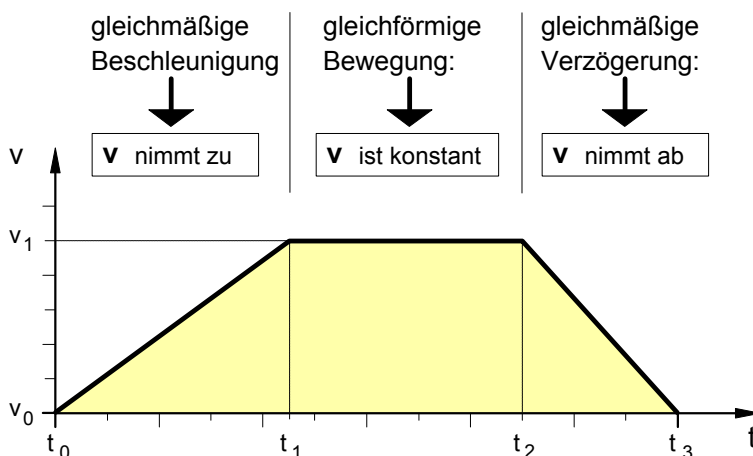 gleichmäßige
Beschleunigung
gleichförmige
Bewegung:
gleichmäßige
Verzögerung:
v nimmt zu
v ist konstant
v nimmt ab
v
v1
v0
t0
t1
t2
t3
t